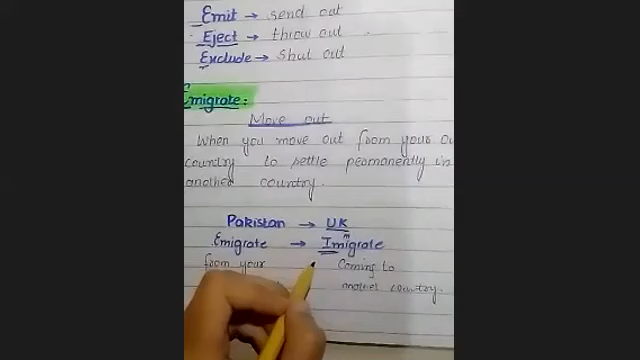 Emit → send out
Eject → throw out
Exclude → shut out
Emigrate:
Move out
When you move out from your
country to settle peomanently in
another country.
Pakistan → UK
Emigrate → Immigrate
from your
Coming to
another country.